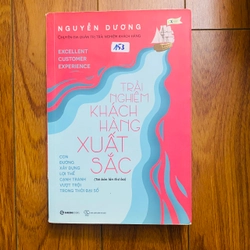 NGUYỄN DƯƠNG
EXCELLENT
CUSTOMER
EXPERIENCE
153
TRẢI
NGHIỆM
KHÁCH
HÀNG
XUẤT
SẮC
CON
ĐƯỜNG
XÂY DỰNG
LỢI THẾ
CẠNH TRANH
VƯỢT TRỘI
TRONG THỜI ĐẠI SỐ